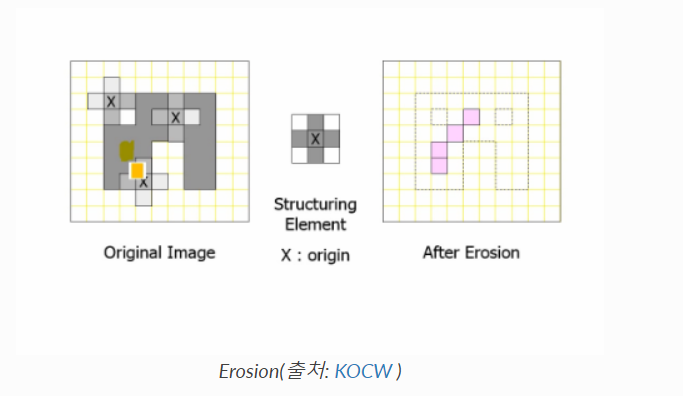 X
X
X
X
Structuring
Element
Original Image
X : origin
After Erosion
Erosion(출처: KOCW )